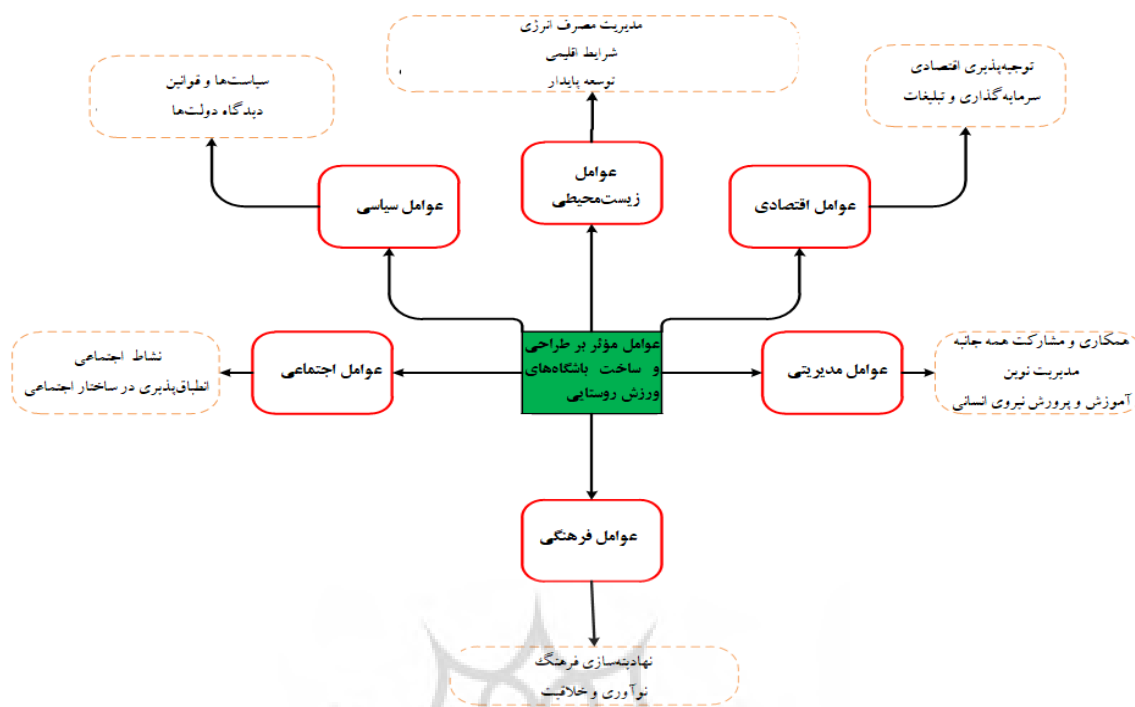 مدیریت مصرف انرژی
شرایط اقلیمی
توسعه پایدار
توجیه‌پذیری اقتصادی
سرمایه‌گذاری و تبلیغات
سیاست‌ها و قوانین
دیدگاه دولت‌ها
عوامل
زیست‌محیطی
عوامل اقتصادی
عوامل سیاسی
عوامل مؤثر بر طراحی
و ساخت باشگاه‌های
ورزش روستایی
همکاری و مشارکت همه جانبه
مدیریت نوین
آموزش و پرورش نیروی انسانی
عوامل مدیریتی
عوامل اجتماعی
نشاط اجتماعی
انطباق‌پذیری در ساختار اجتماعی
عوامل فرهنگی
نهادینه‌سازی فرهنگ
نوآوری و خلاقیت